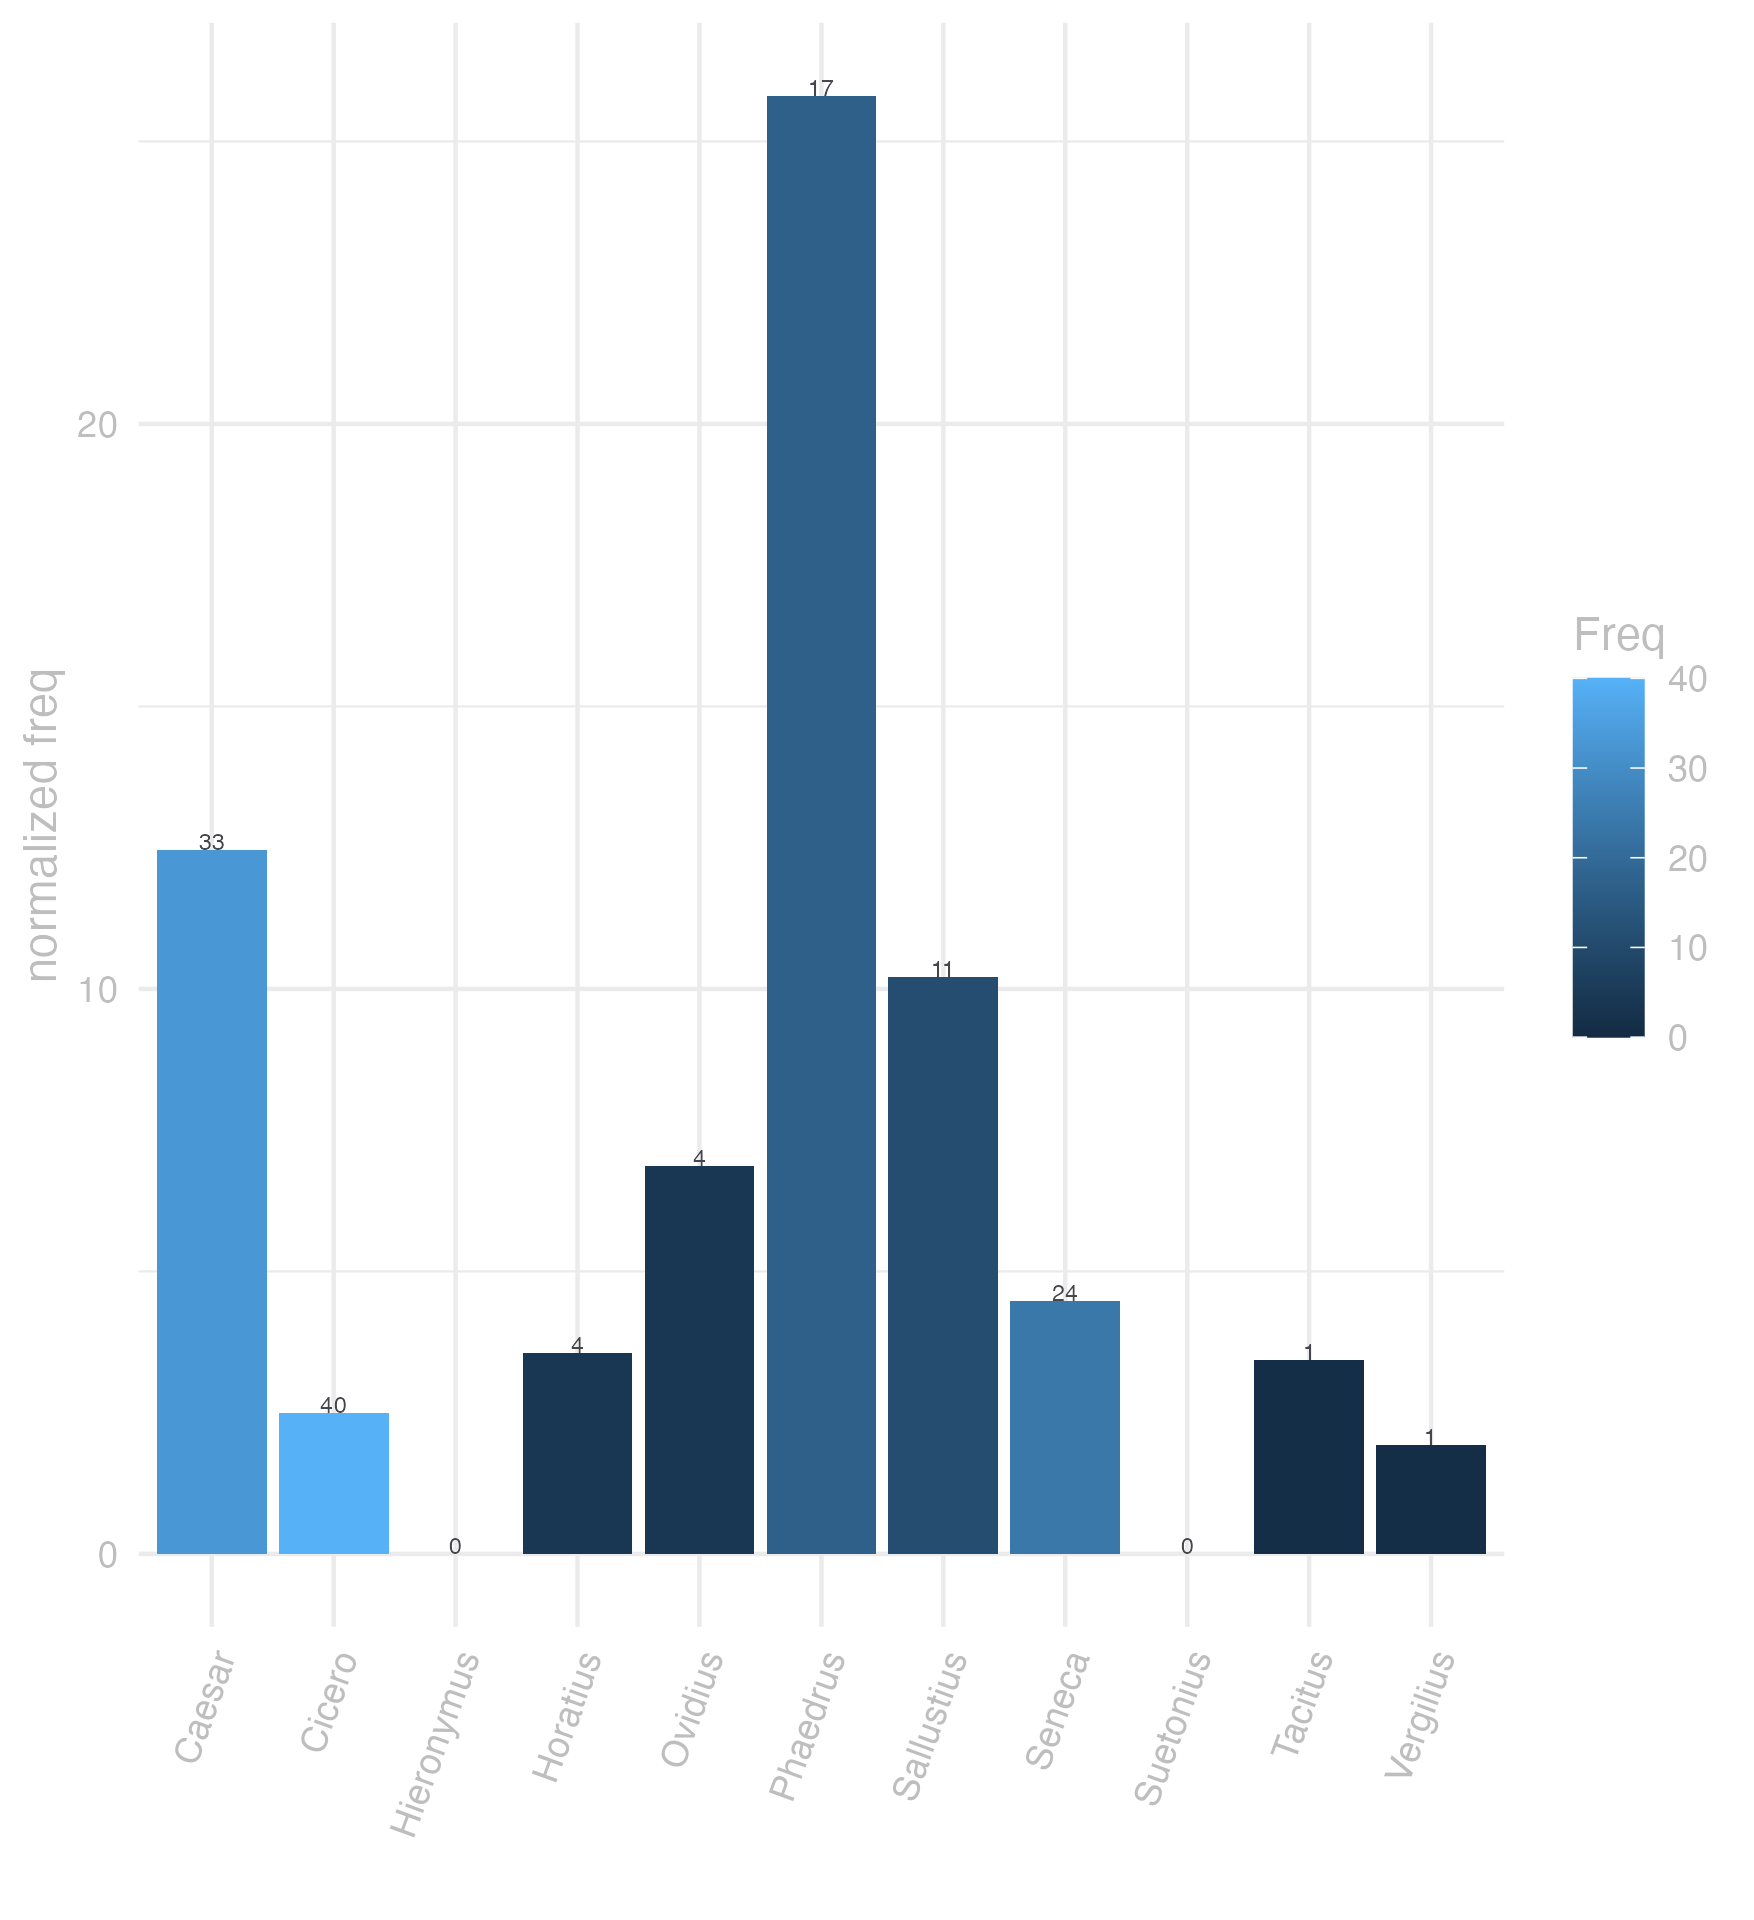 17
20
Freq
40
normalized freq
30
33
20
11
10
10
0
4
24
4
1
40
1
0
0
0
Caesar
Cicero
Hieronymus
Horatius
Ovidius
Phaedrus
Sallustius
Seneca
Suetonius
Tacitus
Vergilius